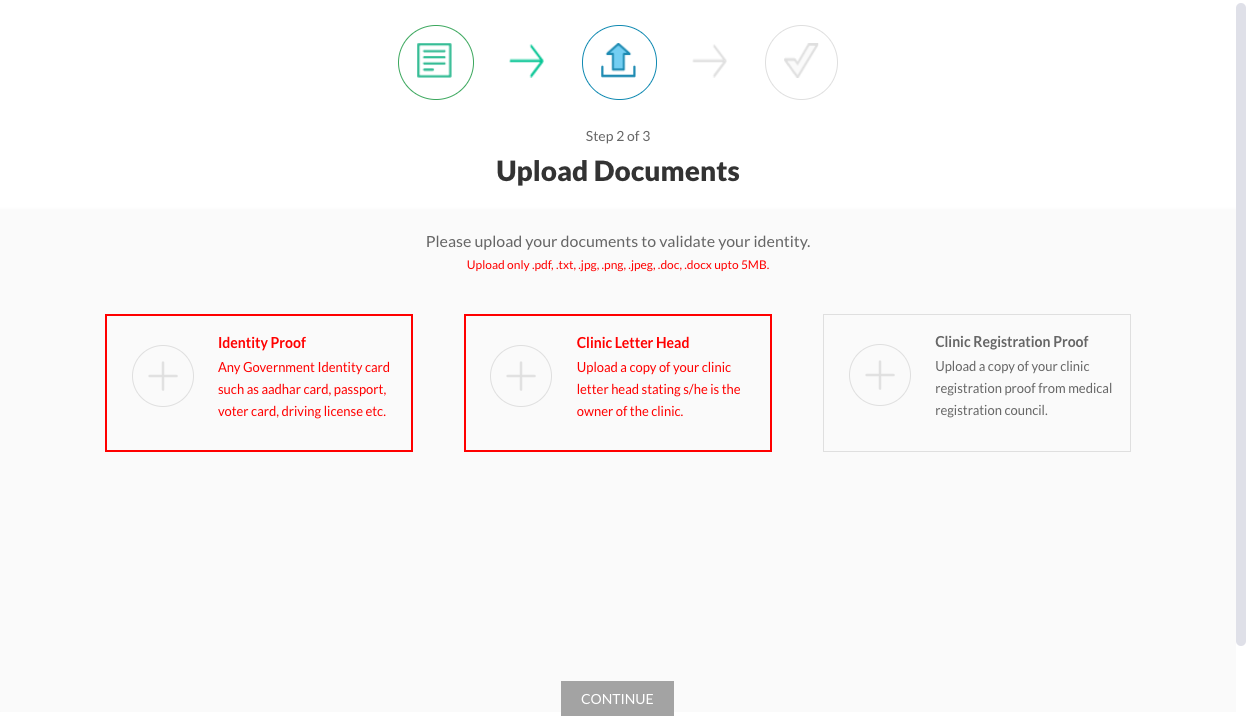 Step 2 of 3
Upload Documents
Please upload your documents to validate your identity.
Upload only .pdf, .txt, .jpg, .png, .jpeg, .doc, .docx upto 5MB.
Identity Proof
Any Government Identity card
such as aadhar card, passport,
voter card, driving license etc.
Clinic Letter Head
Upload a copy of your clinic
letter head stating s/he is the
owner of the clinic.
Clinic Registration Proof
Upload a copy of your clinic
registration proof from medical
registration council.
CONTINUE